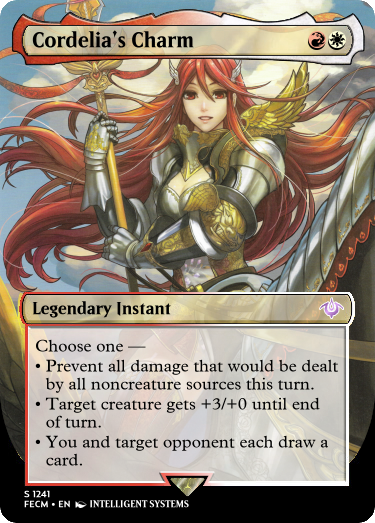 Cordelia's Charm
Legendary Instant
Choose one —
• Prevent all damage that would be dealt
by all noncreature sources this turn.
• Target creature gets +3/+0 until end
of turn.
• You and target opponent each draw a
card.
S 1241
FECM • EN INTELLIGENT SYSTEMS